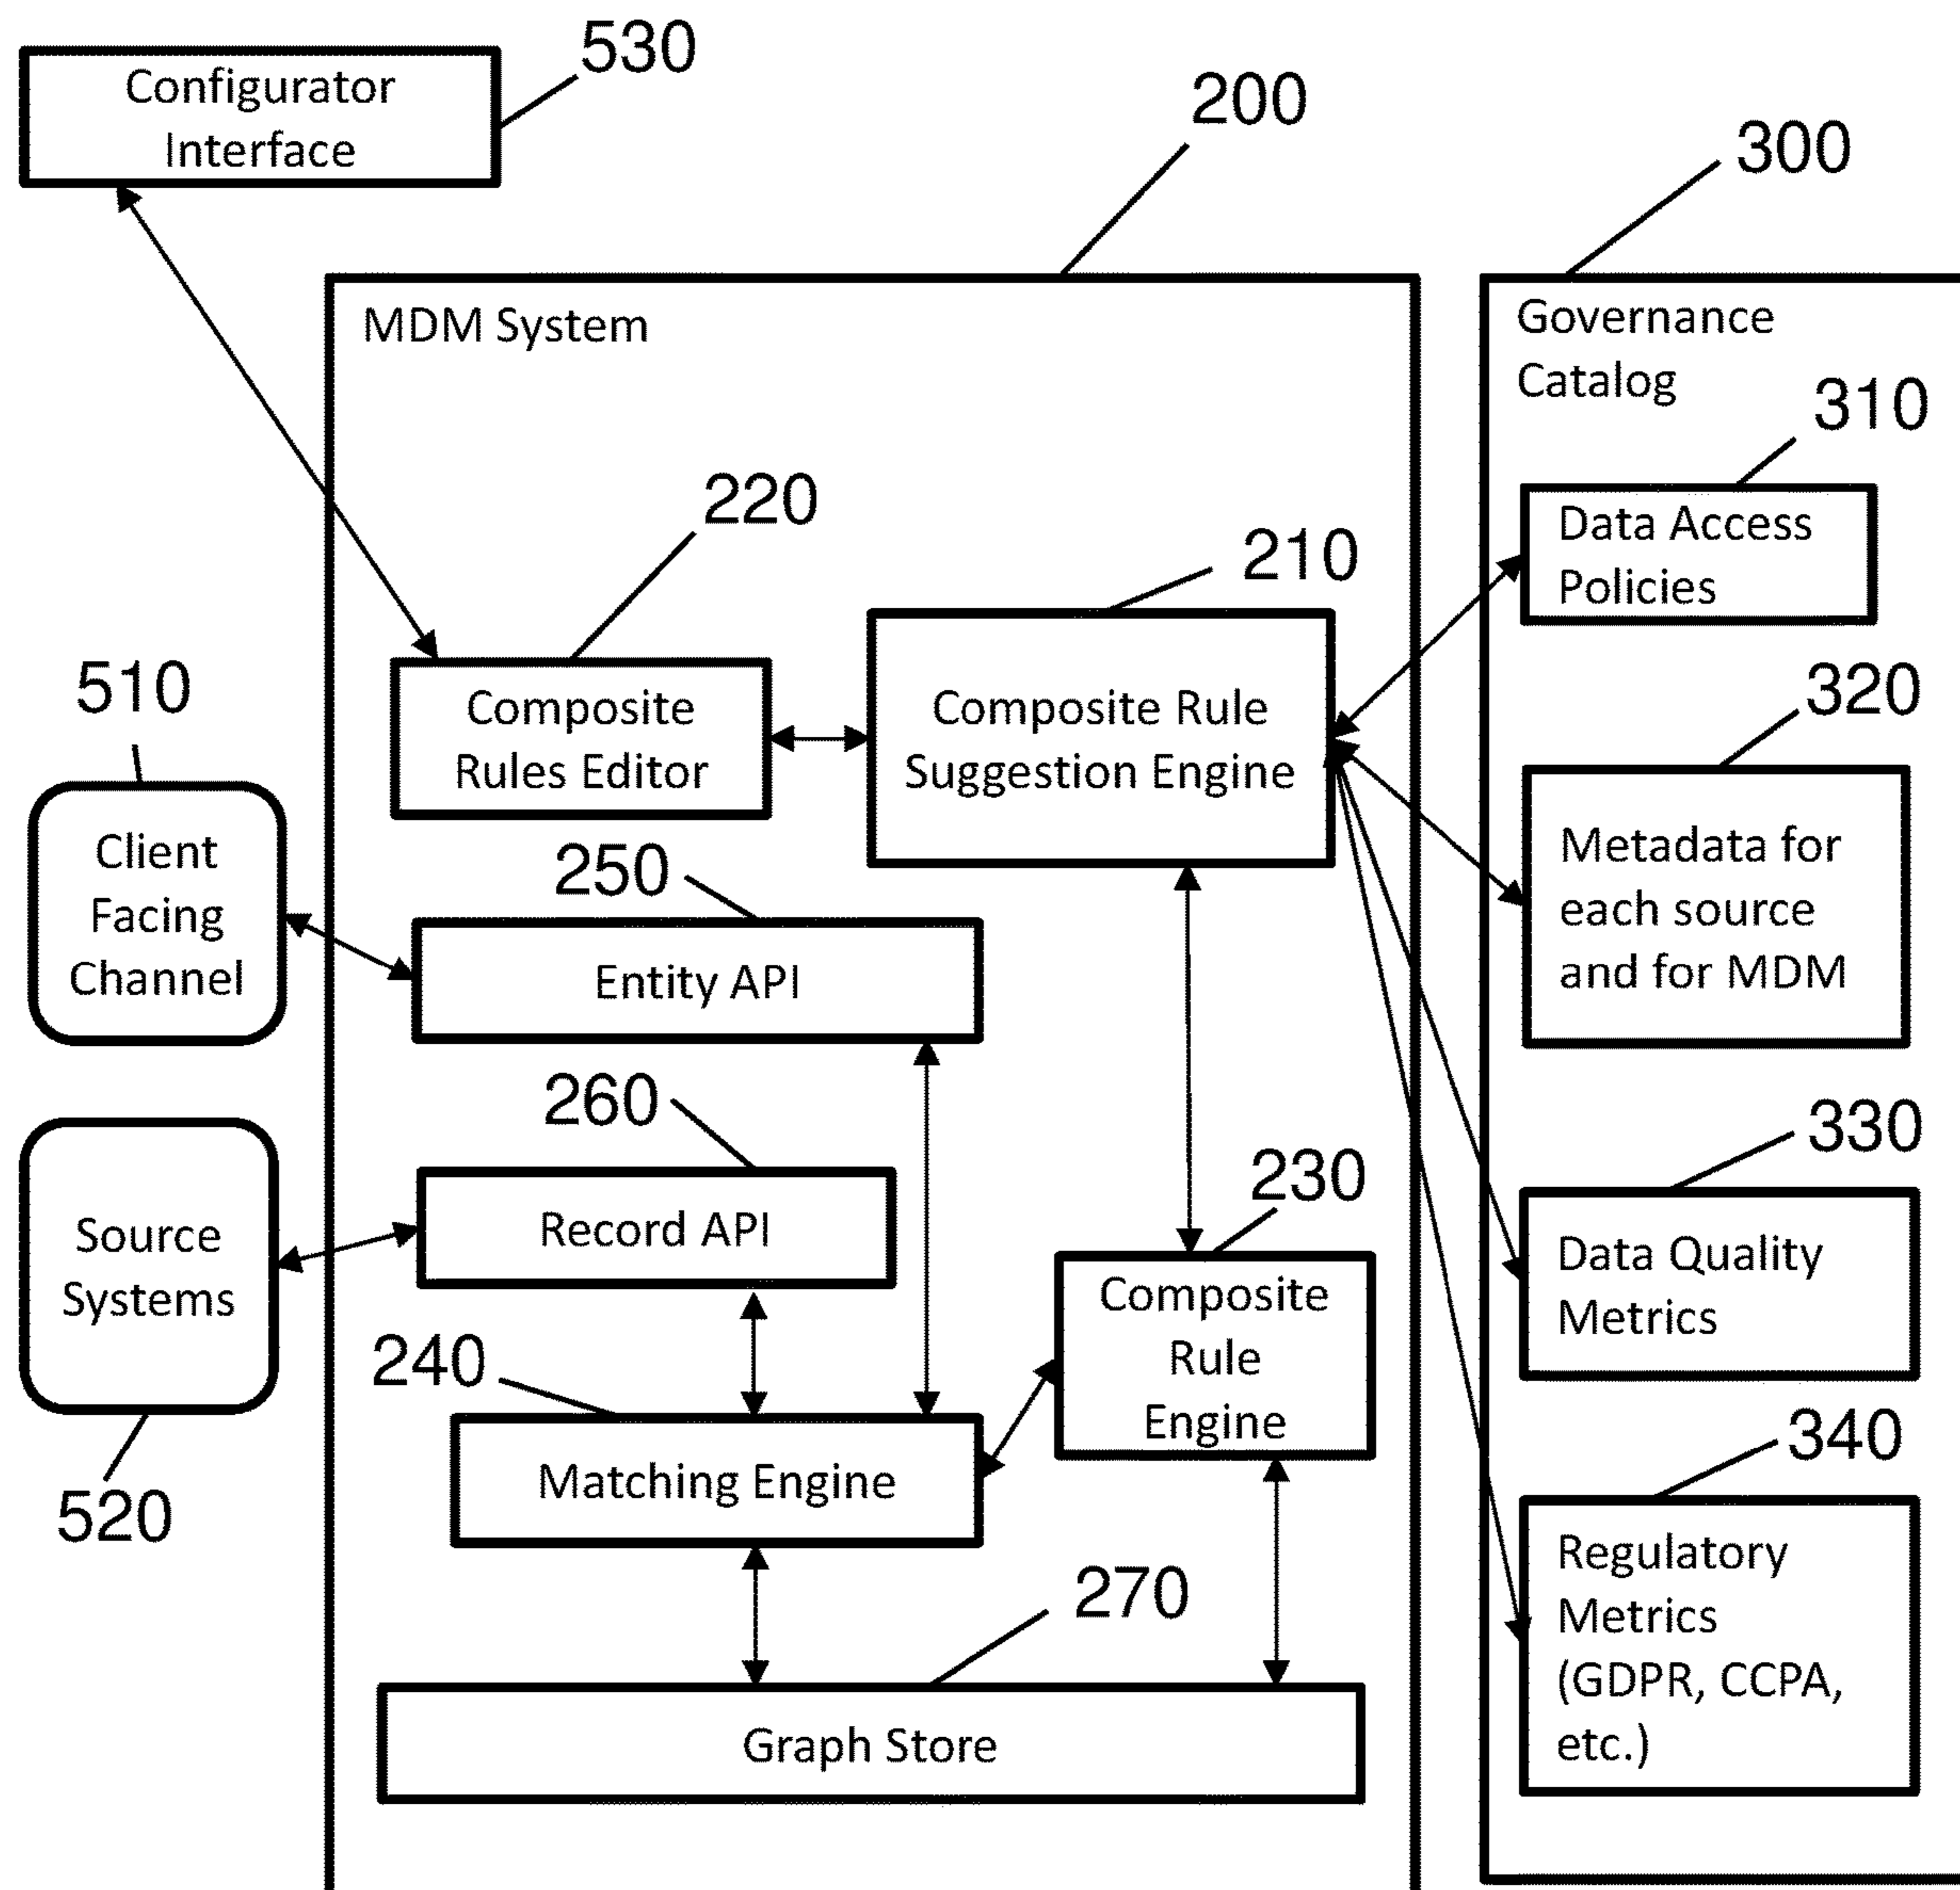 530
Configurator
Interface
200
300
MDM System
Governance
Catalog
310
Data Access
Policies
220
210
Composite
Rules Editor
Composite Rule
Suggestion Engine
320
Metadata for
each source
and for MDM
510
Client
Facing
Channel
250
Entity API
260
Record API
330
Data Quality
Metrics
230
Composite
Rule
Engine
Source
Systems
520
240
Matching Engine
340
Regulatory
Metrics
(GDPR, CCPA,
etc.)
270
Graph Store